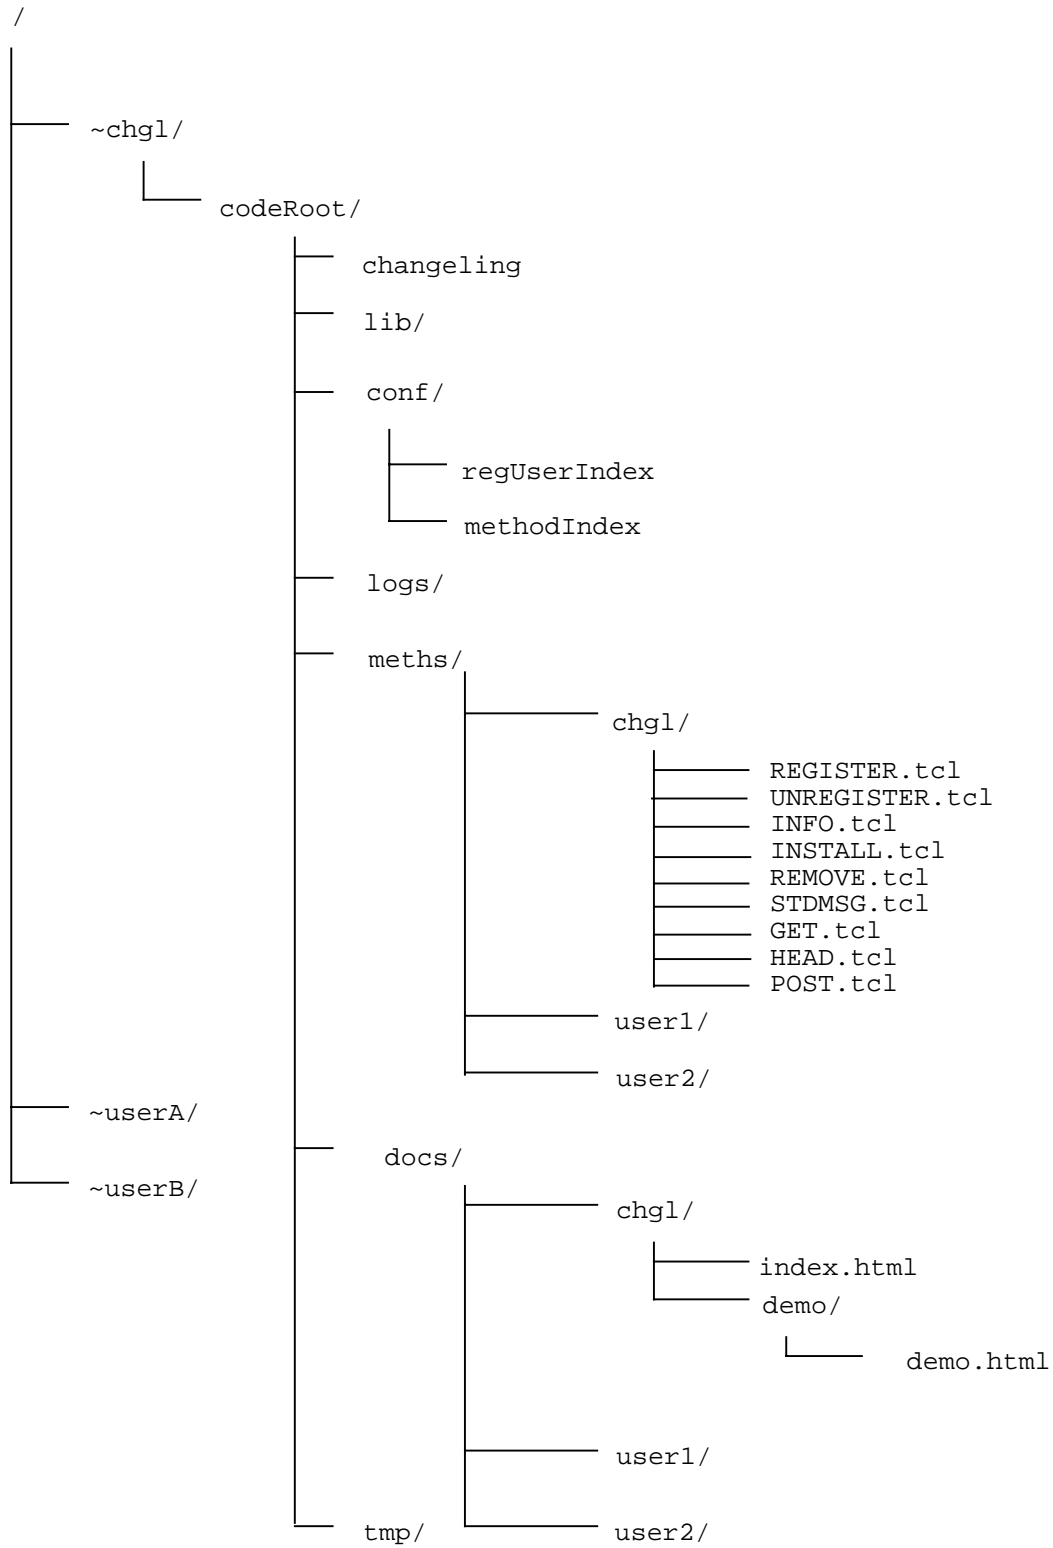 /
~chgl/
codeRoot/
changeling
lib/
conf/
regUserIndex
methodIndex
logs/
meths/
chgl/
REGISTER.tcl
UNREGISTER.tcl
INFO.tcl
INSTALL.tcl
REMOVE.tcl
STDMSG.tcl
GET.tcl
HEAD.tcl
POST.tcl
user1/
user2/
~userA/
docs/
~userB/
chgl/
index.html
demo/
demo.html
user1/
tmp/
user2/